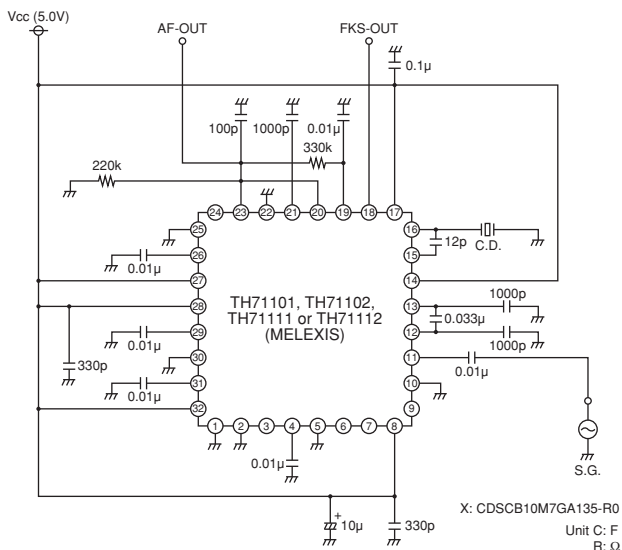 Vcc (5.0V)
AF-OUT
FKS-OUT
0.1μ
100p
1000p
0.01μ
330k
220k
24
23
22
21
20
19
18
17
25
16
26
15
12p
C.D.
0.01μ
27
14
TH71101, TH71102,
TH71111 or TH71112
(MELEXIS)
28
13
1000p
0.033μ
29
12
0.01μ
1000p
330p
30
11
0.01μ
31
10
0.01μ
32
9
1
2
3
4
5
6
7
8
0.01μ
S.G.
+
10μ
330p
X: CDSCB10M7GA135-R0
Unit C: F
R: Ω